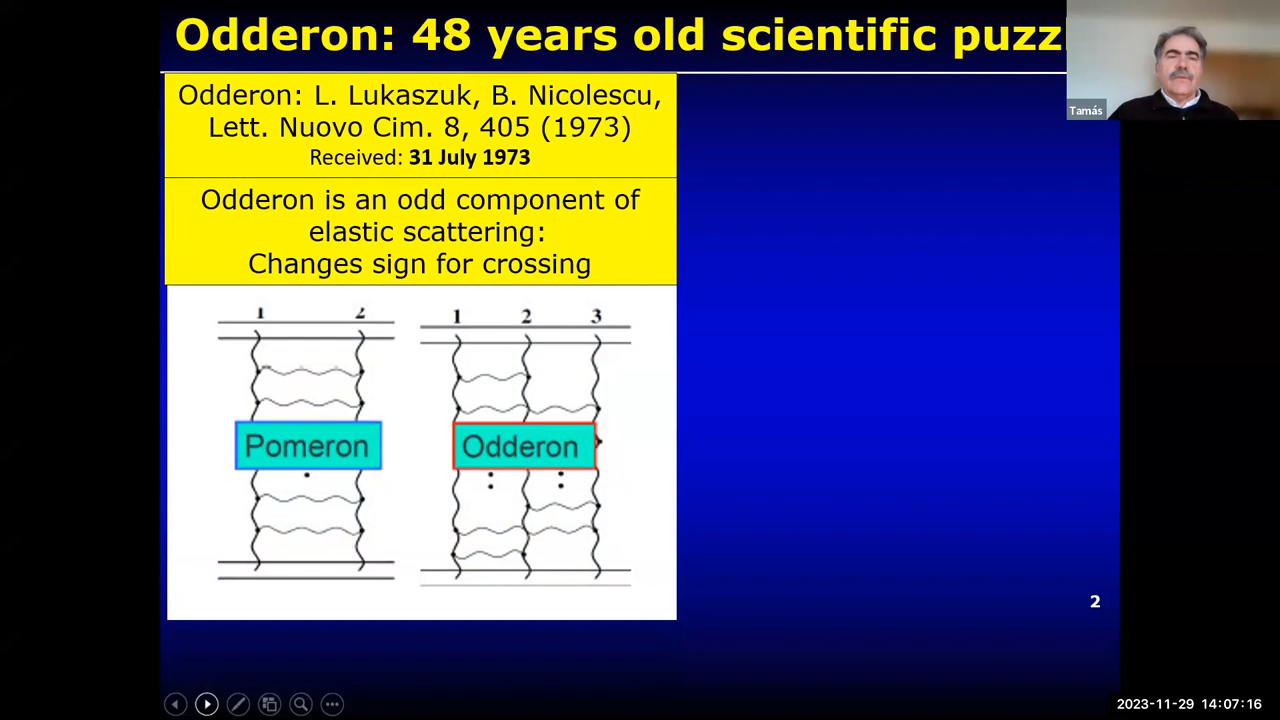 Odderon: 48 years old scientific puzz
Tamás
Odderon: L. Lukaszuk, B. Nicolescu,
Lett. Nuovo Cim. 8, 405 (1973)
Received: 31 July 1973
Odderon is an odd component of
elastic scattering:
Changes sign for crossing
1 2
1 2 3
Pomeron
Odderon
2
2023-11-29 14:07:16